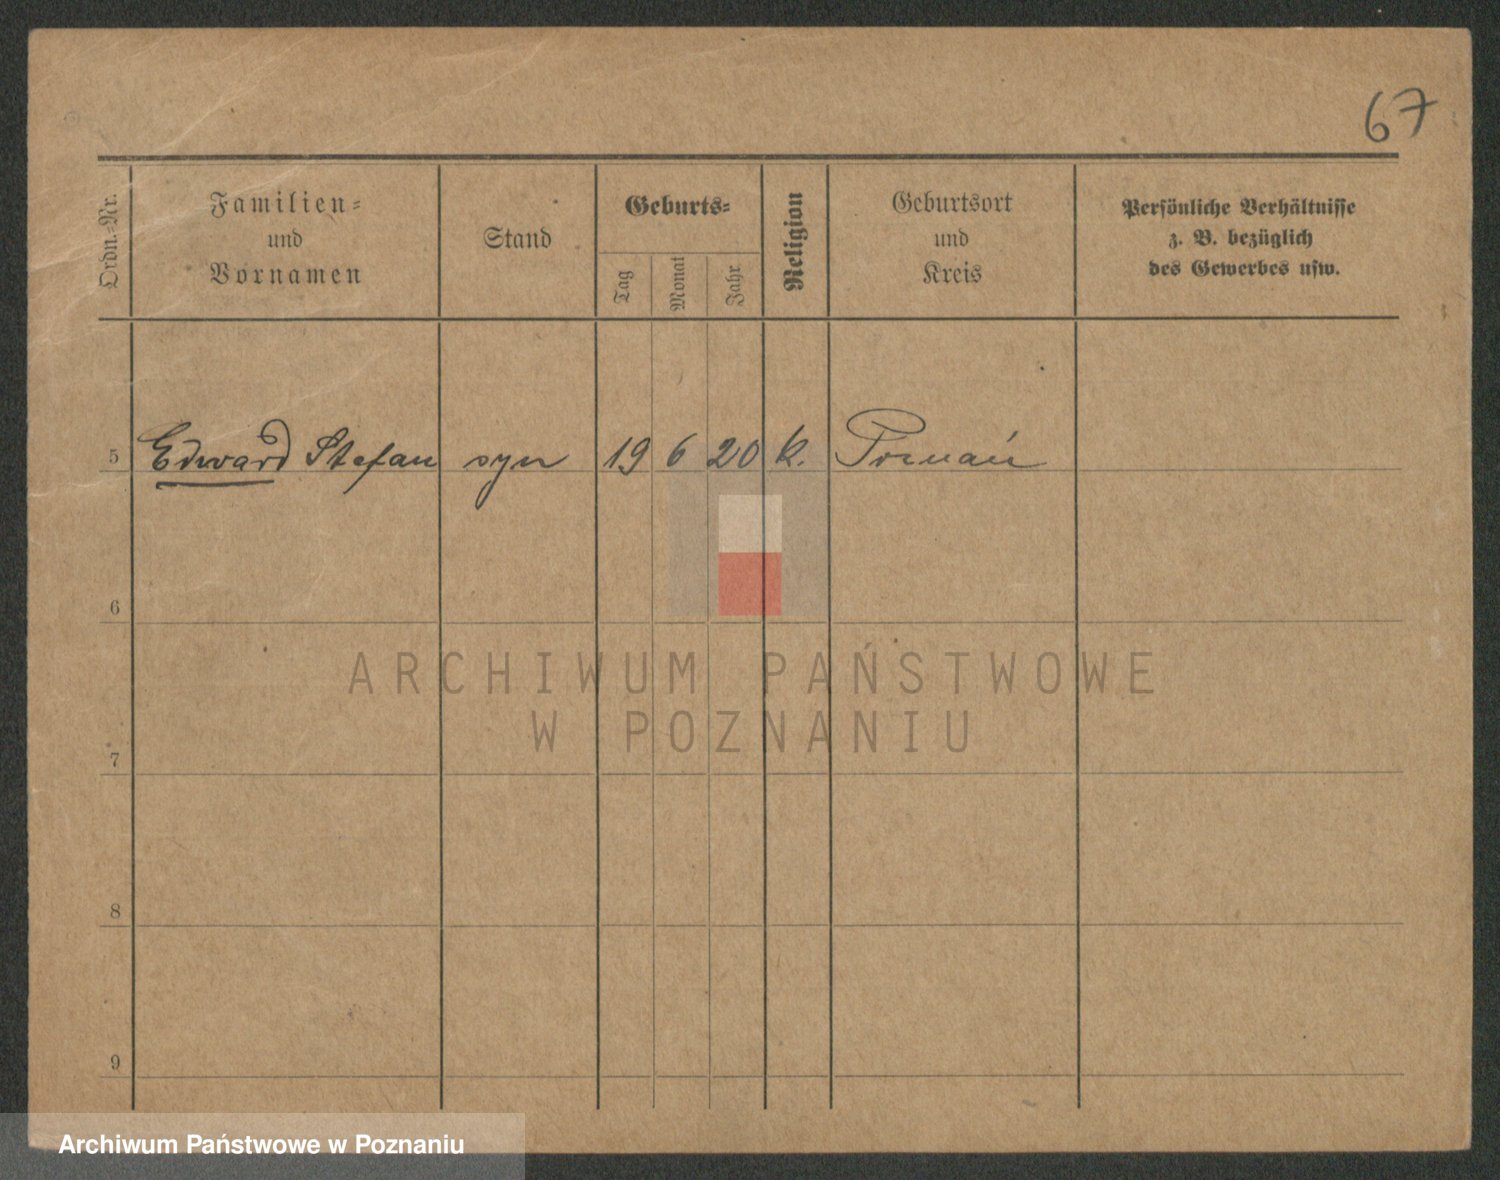 67
Ordn.-Nr.
Familien-
und
Vornamen
Stand
Geburts-
Tag
Monat
Jahr
Religion
Geburtsort
und
Kreis
Persönliche Verhältnisse
z. B. bezüglich
des Gewerbes usw.
5 Edward Stefan syn 19 6 20 k. Poznań
6
ARCHIWUM PAŃSTWOWE
W POZNANIU
7
8
9
Archiwum Państwowe w Poznaniu